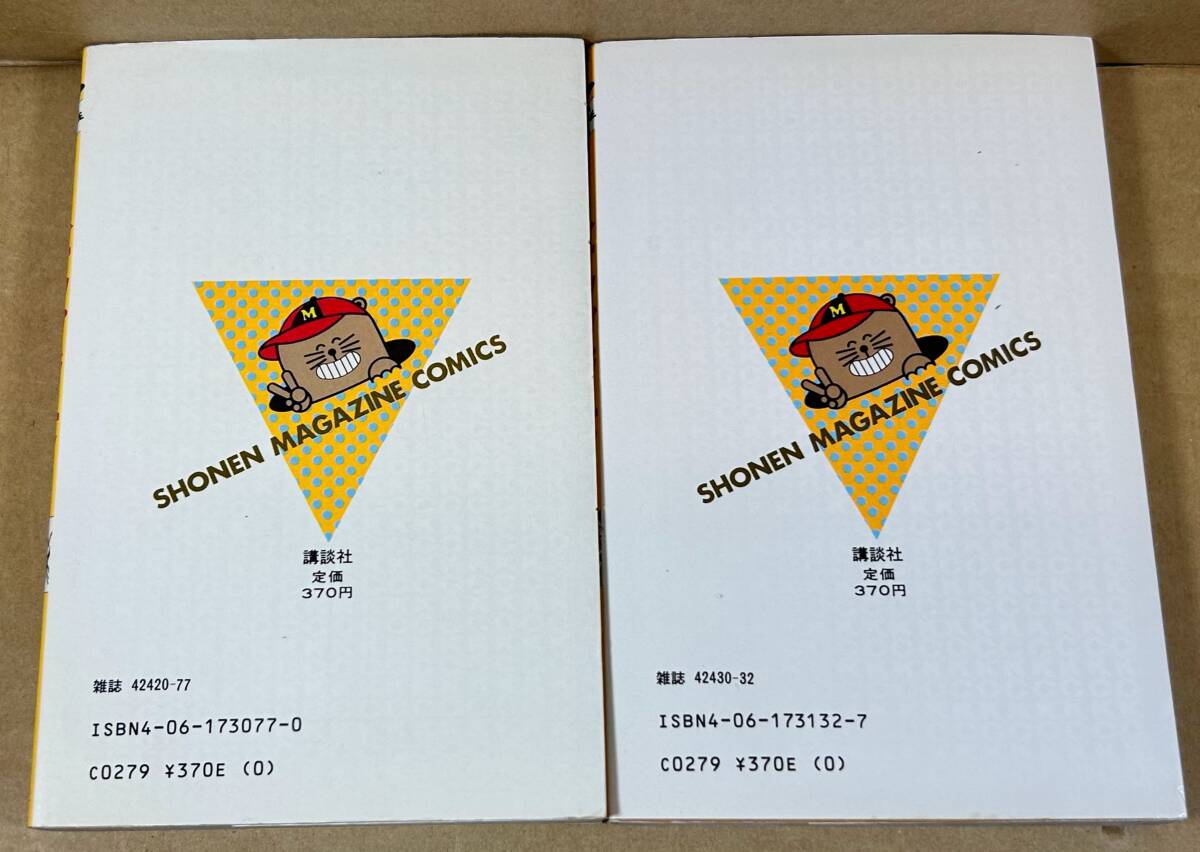 M
SHONEN MAGAZINE COMICS
講談社
定価
370円
雑誌 42420-77
ISBN4-06-173077-0
C0279 ¥370E (0)
M
SHONEN MAGAZINE COMICS
講談社
定価
370円
雑誌 42430-32
ISBN4-06-173132-7
C0279 ¥370E (0)